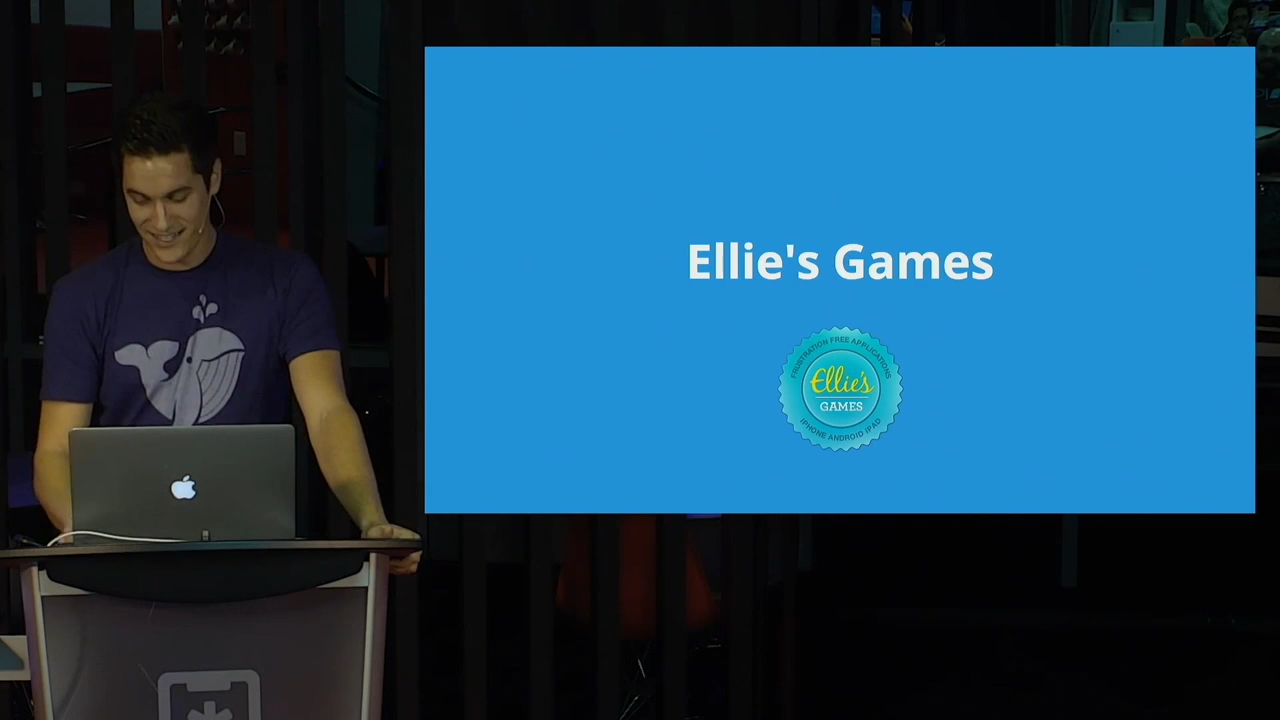 Ellie's Games
FRUSTRATION FREE APPLICATIONS
Ellie's
GAMES
IPHONE ANDROID IPAD